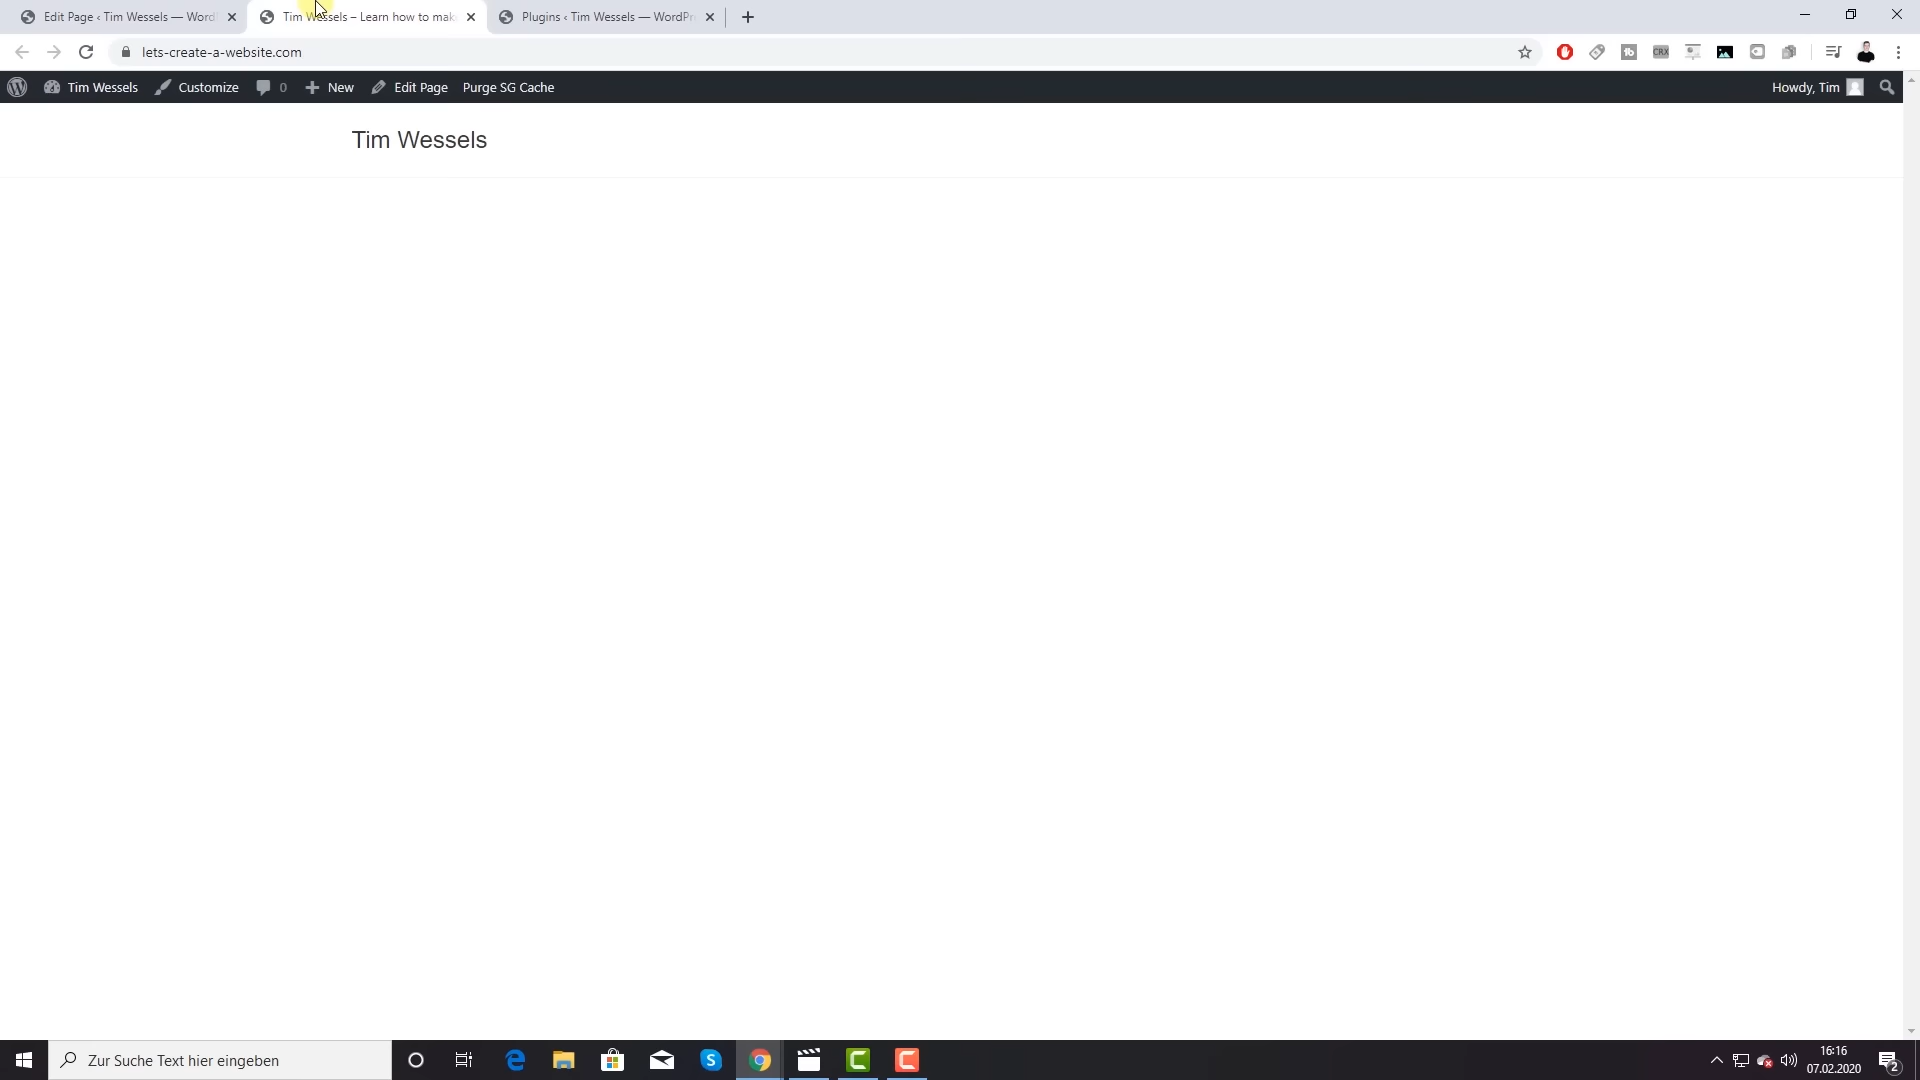 Edit Page ‹ Tim Wessels — Word
Tim Wessels – Learn how to mak
Plugins ‹ Tim Wessels — WordPr
lets-create-a-website.com
CRX
Tim Wessels
Customize
0
New
Edit Page
Purge SG Cache
Howdy, Tim
Tim Wessels
Zur Suche Text hier eingeben
16:16
07.02.2020
2